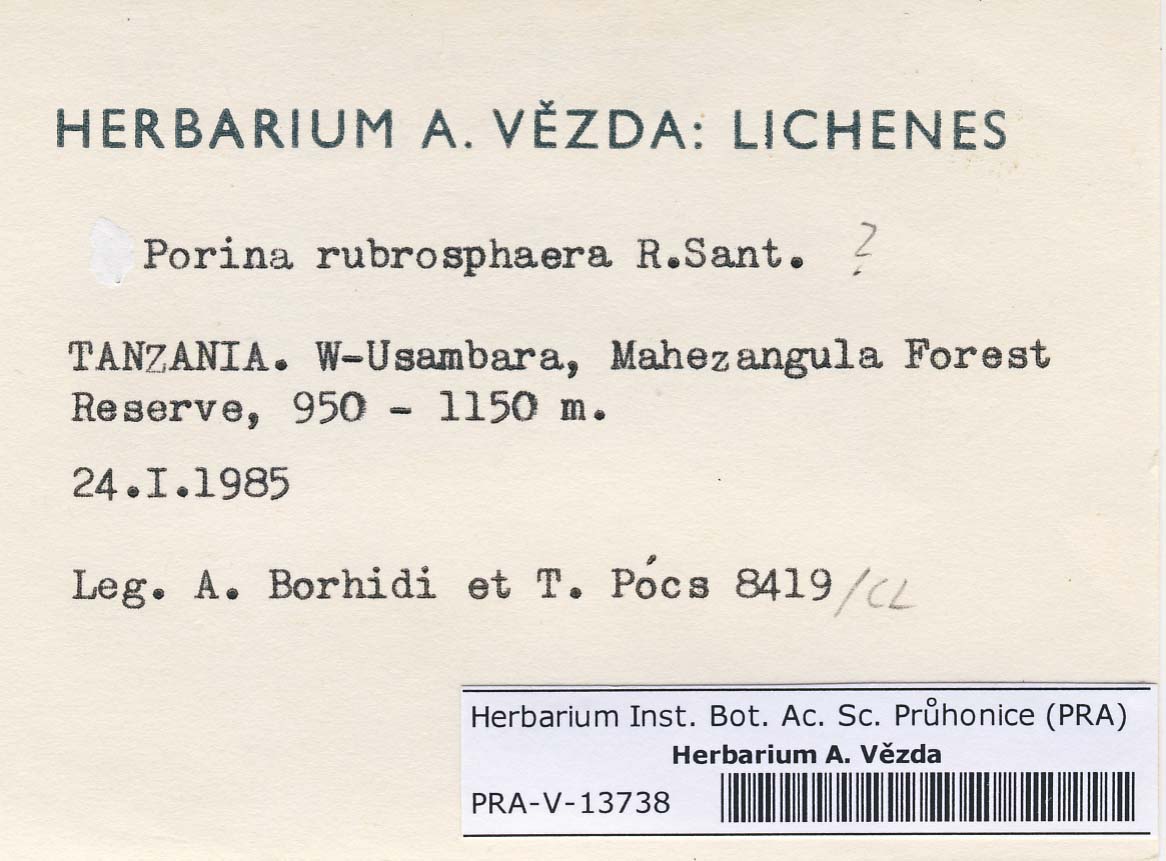 HERBARIUM A. VĚZDA: LICHENES
Porina rubrosphaera R.Sant. ?
TANZANIA. W-Usambara, Mahezangula Forest
Reserve, 950 - 1150 m.
24.I.1985
Leg. A. Borhidi et T. Pócs 8419/CL
Herbarium Inst. Bot. Ac. Sc. Průhonice (PRA)
Herbarium A. Vězda
PRA-V-13738